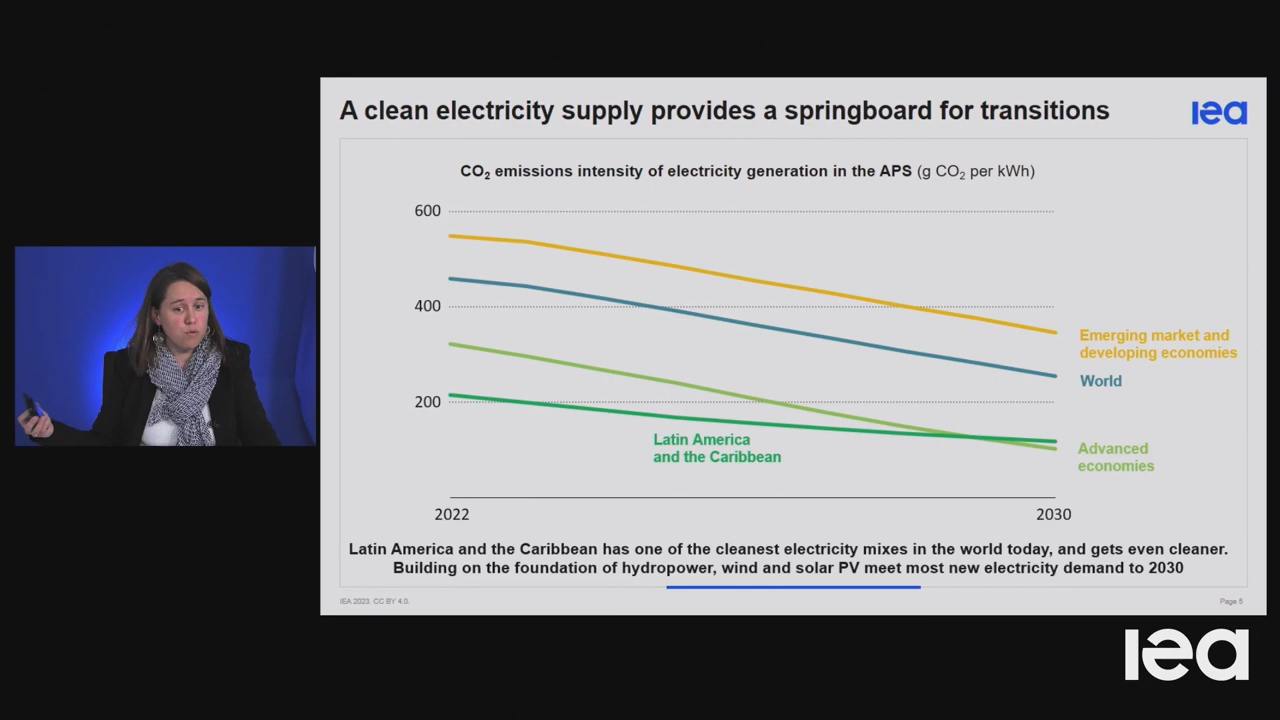 A clean electricity supply provides a springboard for transitions
iea
CO₂ emissions intensity of electricity generation in the APS (g CO₂ per kWh)
600
400
200
Emerging market and
developing economies
World
Latin America
and the Caribbean
Advanced
economies
2022
2030
Latin America and the Caribbean has one of the cleanest electricity mixes in the world today, and gets even cleaner.
Building on the foundation of hydropower, wind and solar PV meet most new electricity demand to 2030
IEA 2023. CC BY 4.0.
Page 5
iea